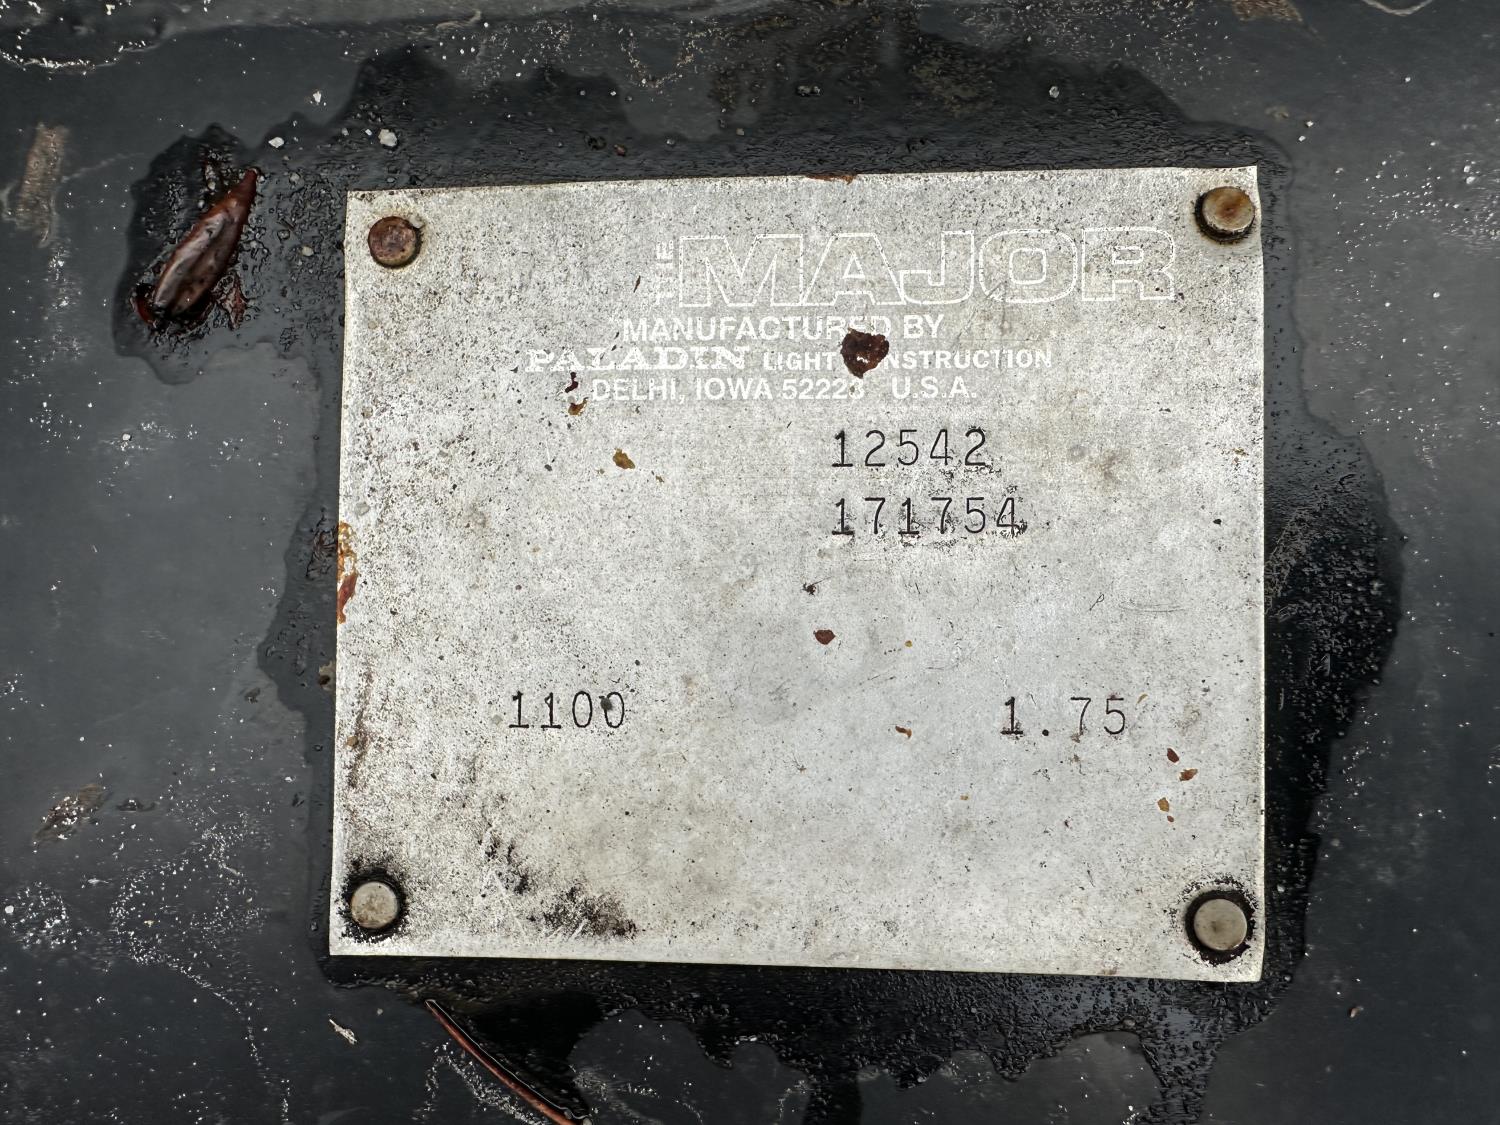 THE MAJOR
MANUFACTURED BY
PALADIN LIGHT CONSTRUCTION
DELHI, IOWA 52223 U.S.A.
12542
171754
1100
1.75